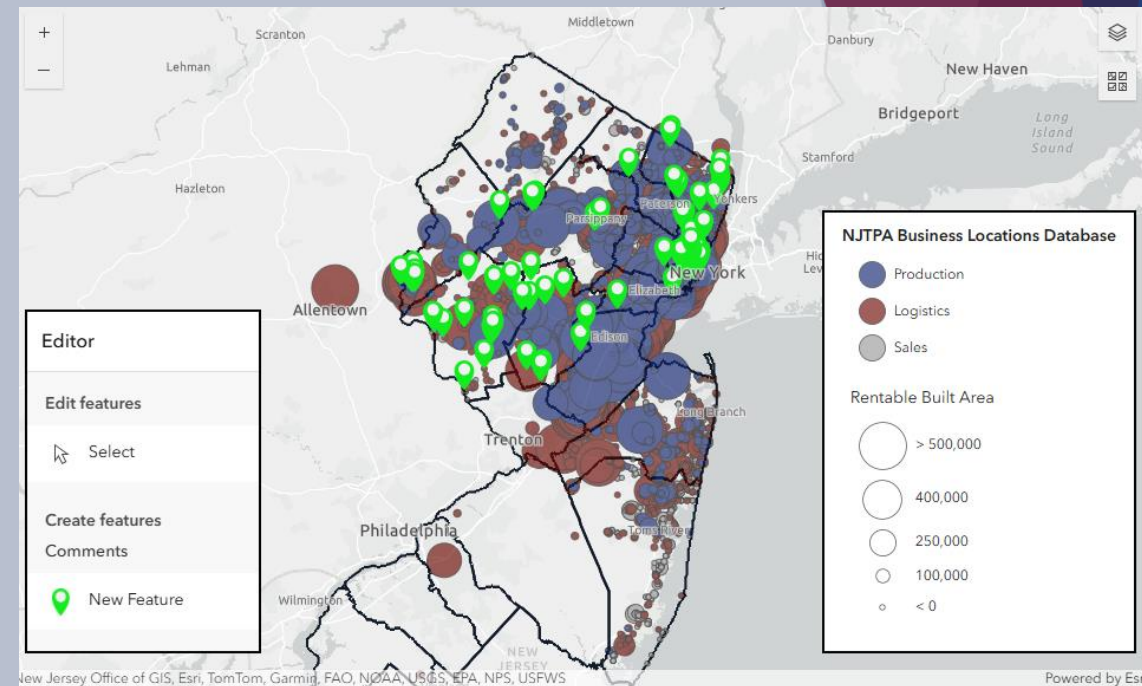 +
Middletown
Scranton
Danbury
−
Lehman
New Haven
Bridgeport
Long
Island
Sound
Stamford
Hazleton
Paterson
Yonkers
Parsippany
NJTPA Business Locations Database
Production
Logistics
Sales
Rentable Built Area
> 500,000
400,000
250,000
100,000
< 0
New York
Elizabeth
Allentown
Edison
Long Branch
Trenton
Philadelphia
Toms River
Wilmington
NEW
JERSEY
Editor
Edit features
Select
Create features
Comments
New Feature
New Jersey Office of GIS, Esri, TomTom, Garmin, FAO, NOAA, USGS, EPA, NPS, USFWS
Powered by Es